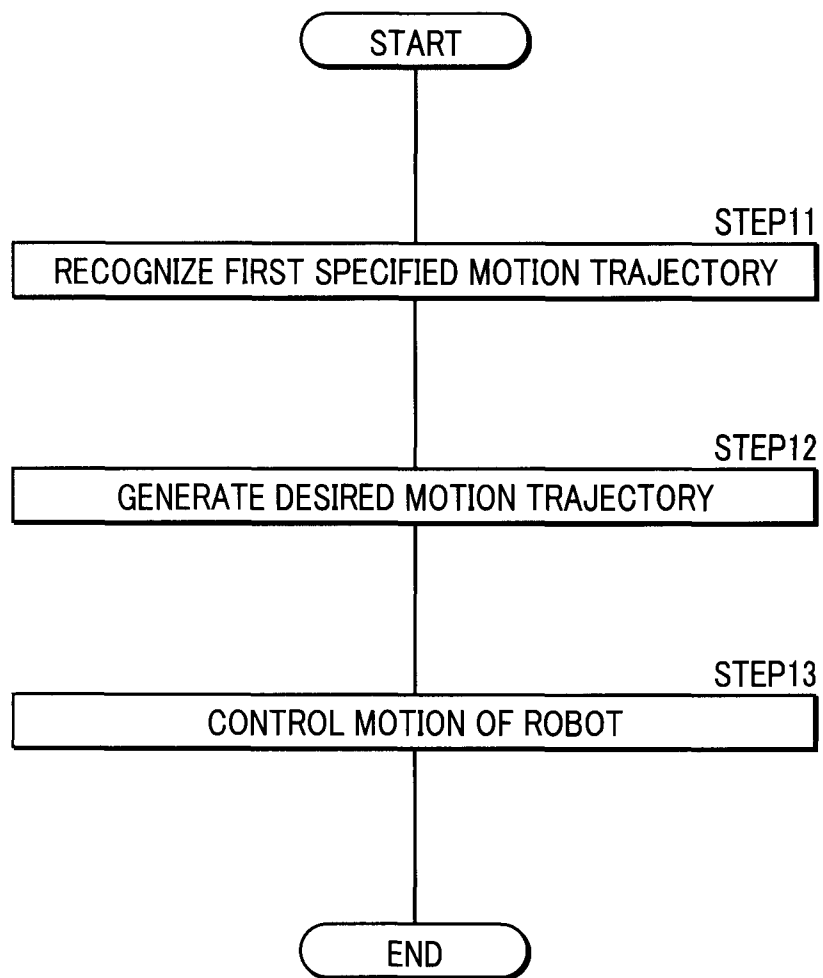 START
STEP11
RECOGNIZE FIRST SPECIFIED MOTION TRAJECTORY
STEP12
GENERATE DESIRED MOTION TRAJECTORY
STEP13
CONTROL MOTION OF ROBOT
END